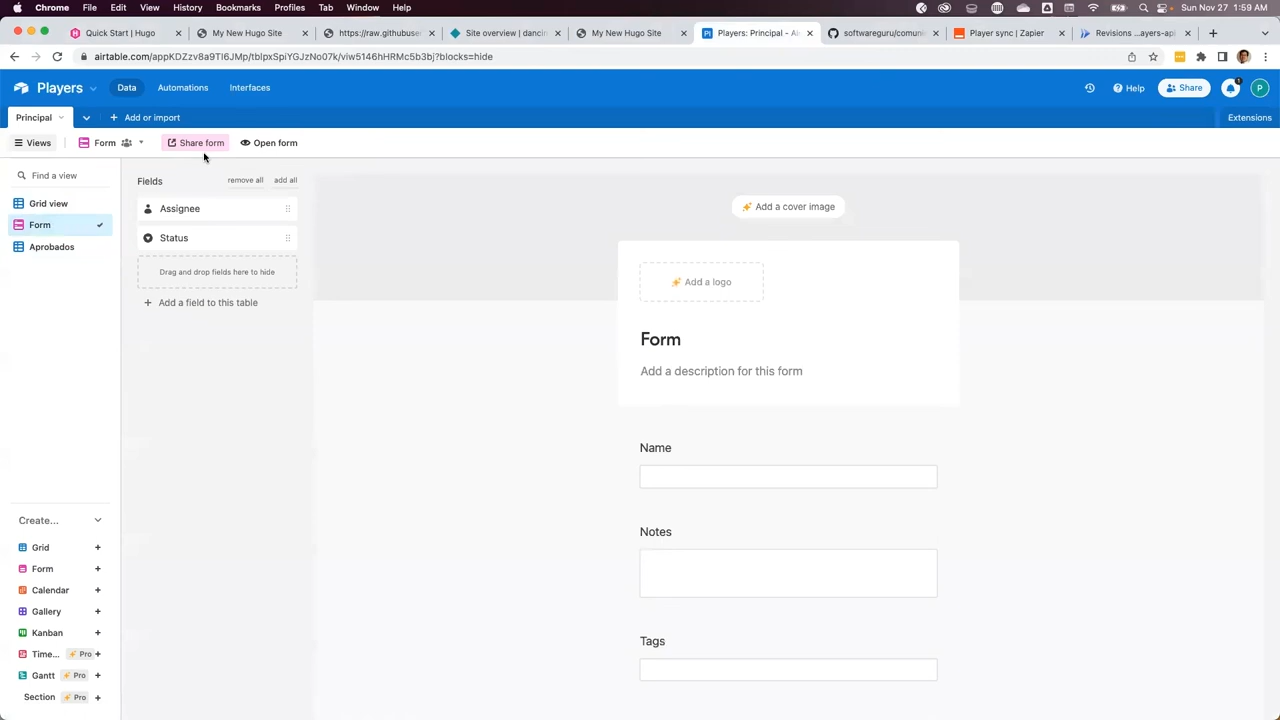 Chrome File Edit View History Bookmarks Profiles Tab Window Help Sun Nov 27 1:59 AM
Quick Start | Hugo
My New Hugo Site
https://raw.githubuse
Site overview | dancin
My New Hugo Site
Players: Principal - Ai
softwareguru/comuni
Player sync | Zapier
Revisions ...ayers-api
airtable.com/appKDZzv8a9TI6JMp/tblpxSpiYGJzNo07k/viw5146hHRMc5b3bj?blocks=hide
Players Data Automations Interfaces Help Share 1 P
Principal + Add or import Extensions
Views Form Share form Open form
Find a view
Grid view
Form
Aprobados
Create...
Grid +
Form +
Calendar +
Gallery +
Kanban +
Time... Pro +
Gantt Pro +
Section Pro +
Fields remove all add all
Assignee
Status
Drag and drop fields here to hide
+ Add a field to this table
Add a cover image
Add a logo
Form
Add a description for this form
Name
Notes
Tags